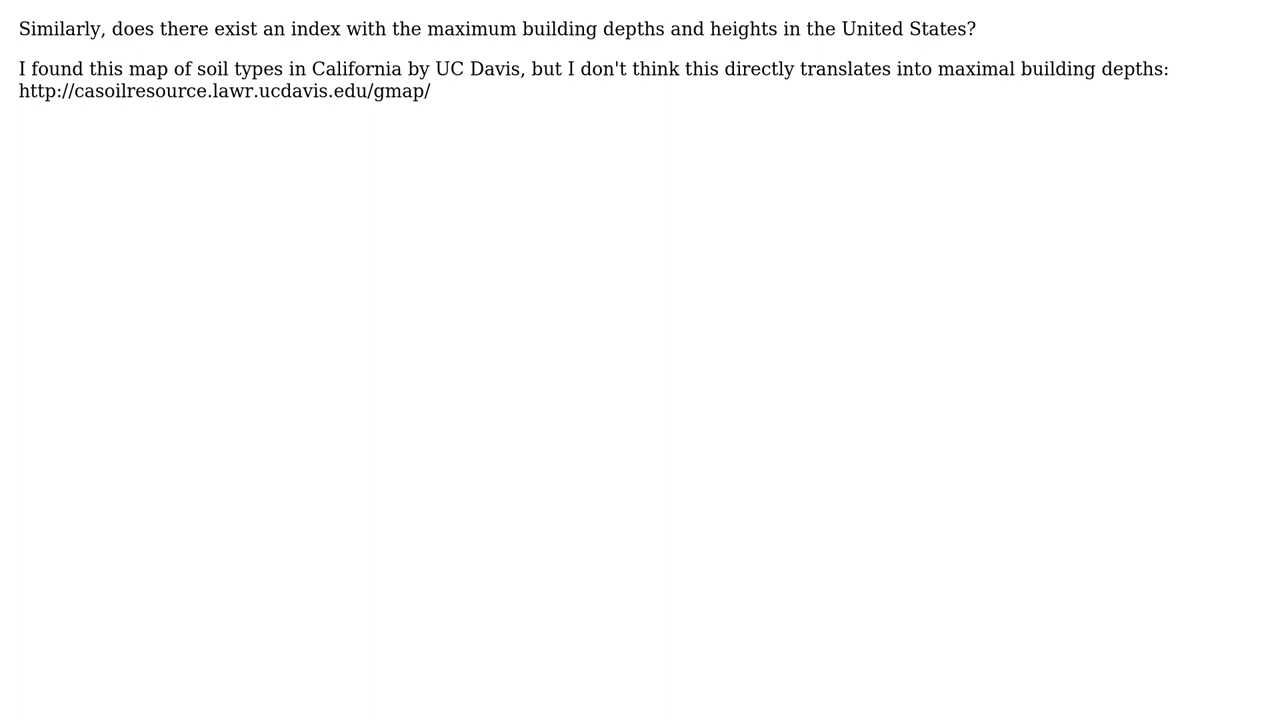 Similarly, does there exist an index with the maximum building depths and heights in the United States?
I found this map of soil types in California by UC Davis, but I don't think this directly translates into maximal building depths:
http://casoilresource.lawr.ucdavis.edu/gmap/